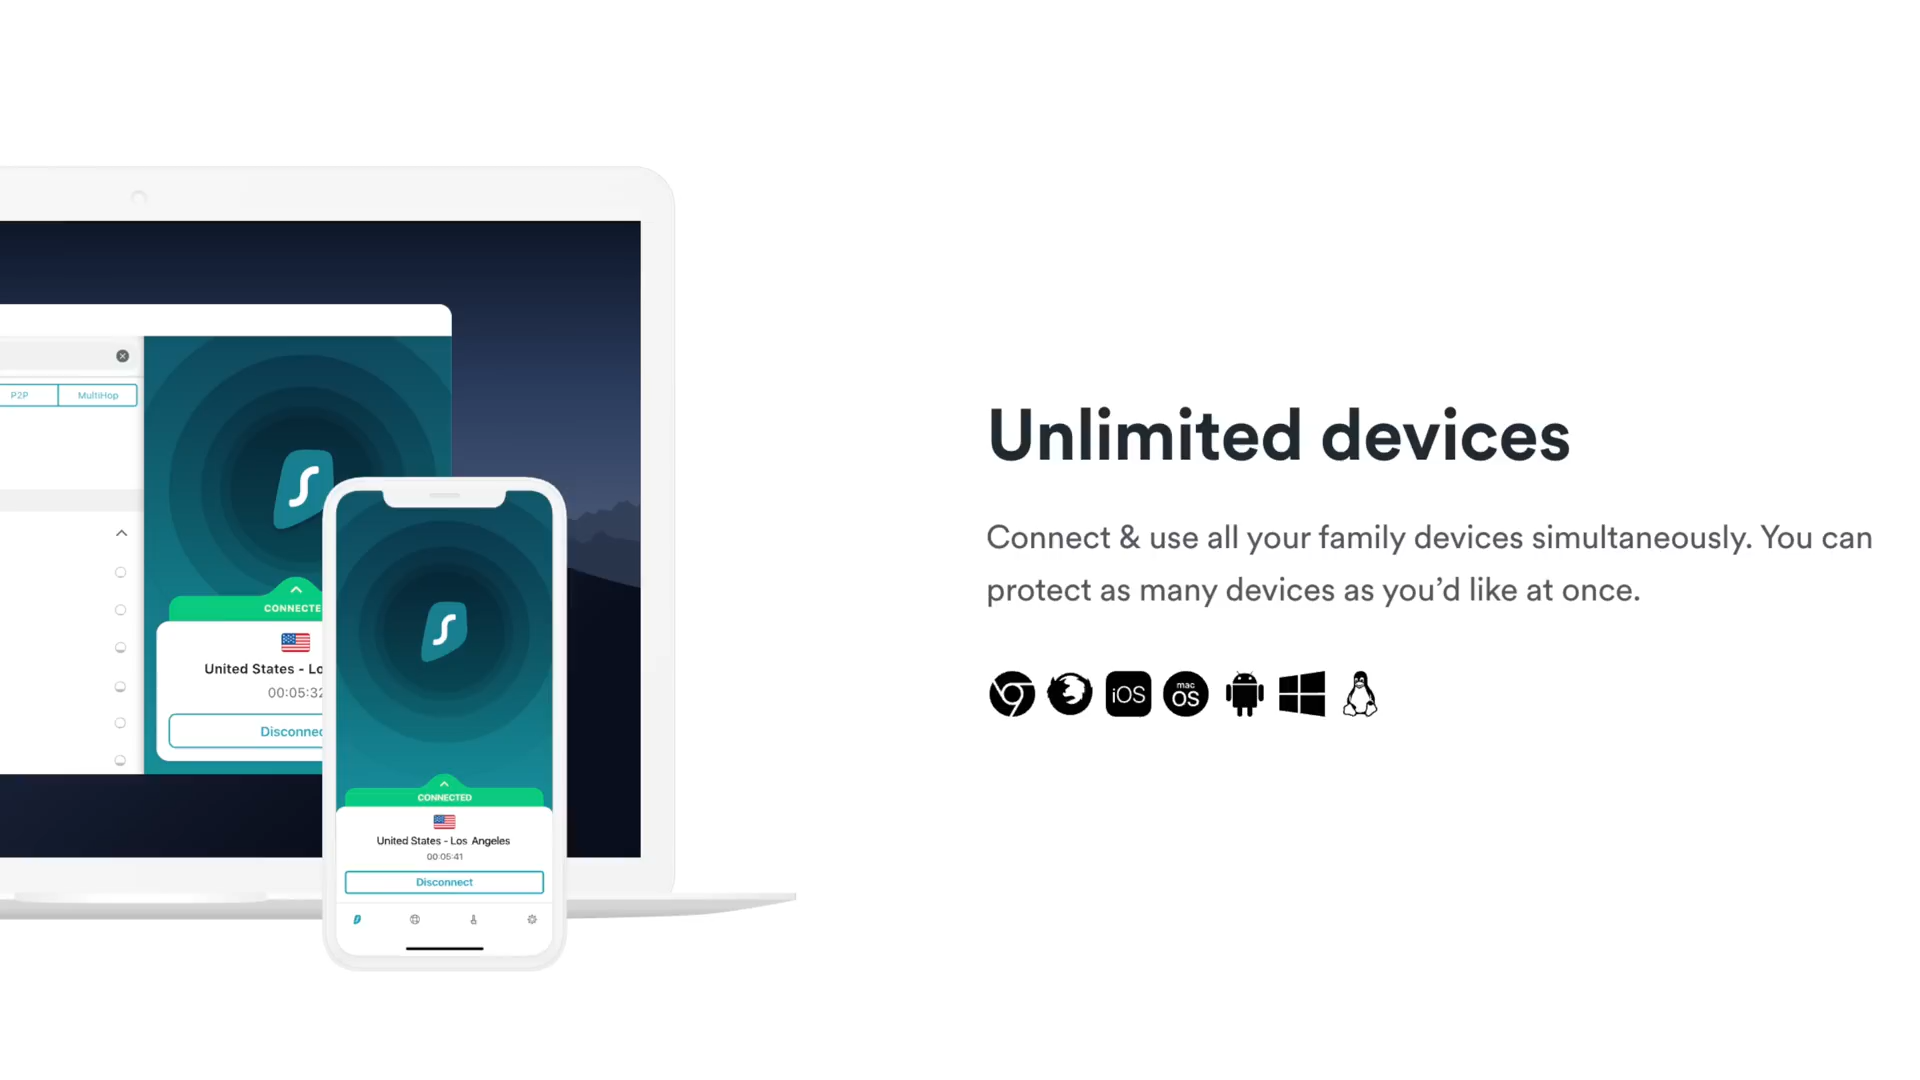 P2P
MultiHop
CONNECTE
United States - Lo
00:05:32
Disconnec
CONNECTED
United States - Los Angeles
00:05:41
Disconnect
Unlimited devices
Connect & use all your family devices simultaneously. You can
protect as many devices as you’d like at once.
iOS
mac
OS